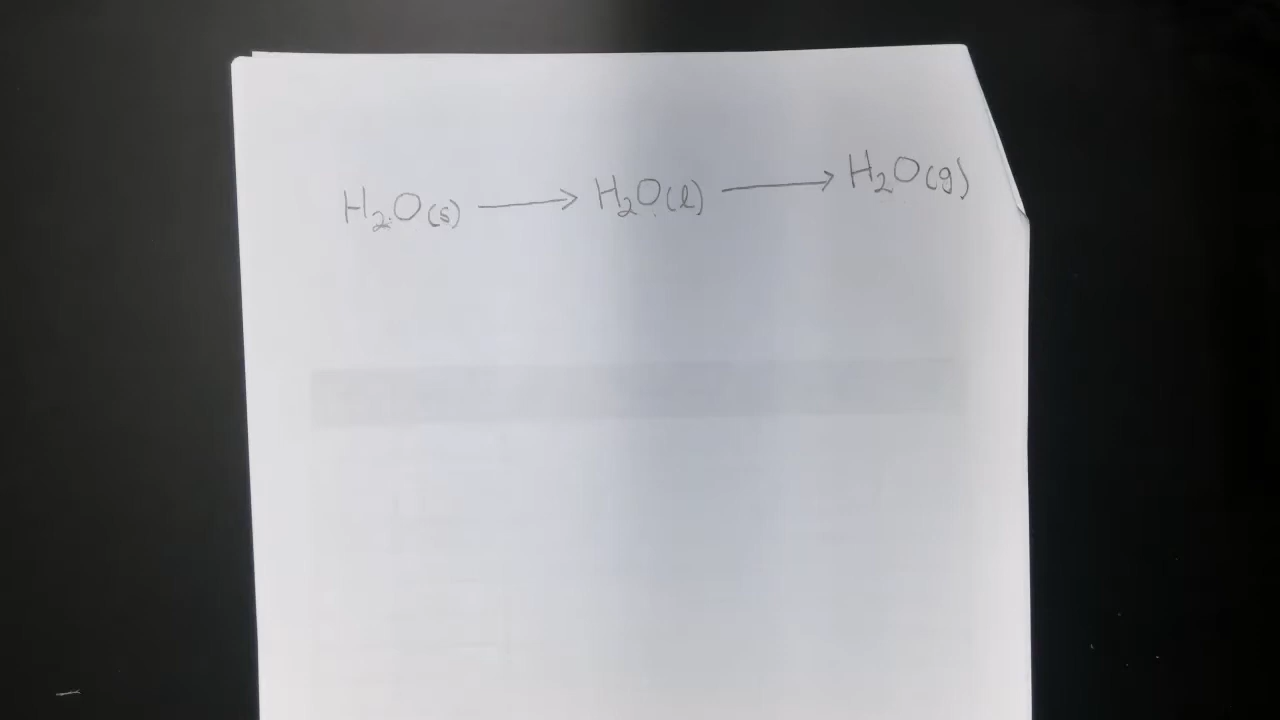 H₂O(s) ⟶ H₂O(l) ⟶ H₂O(g)